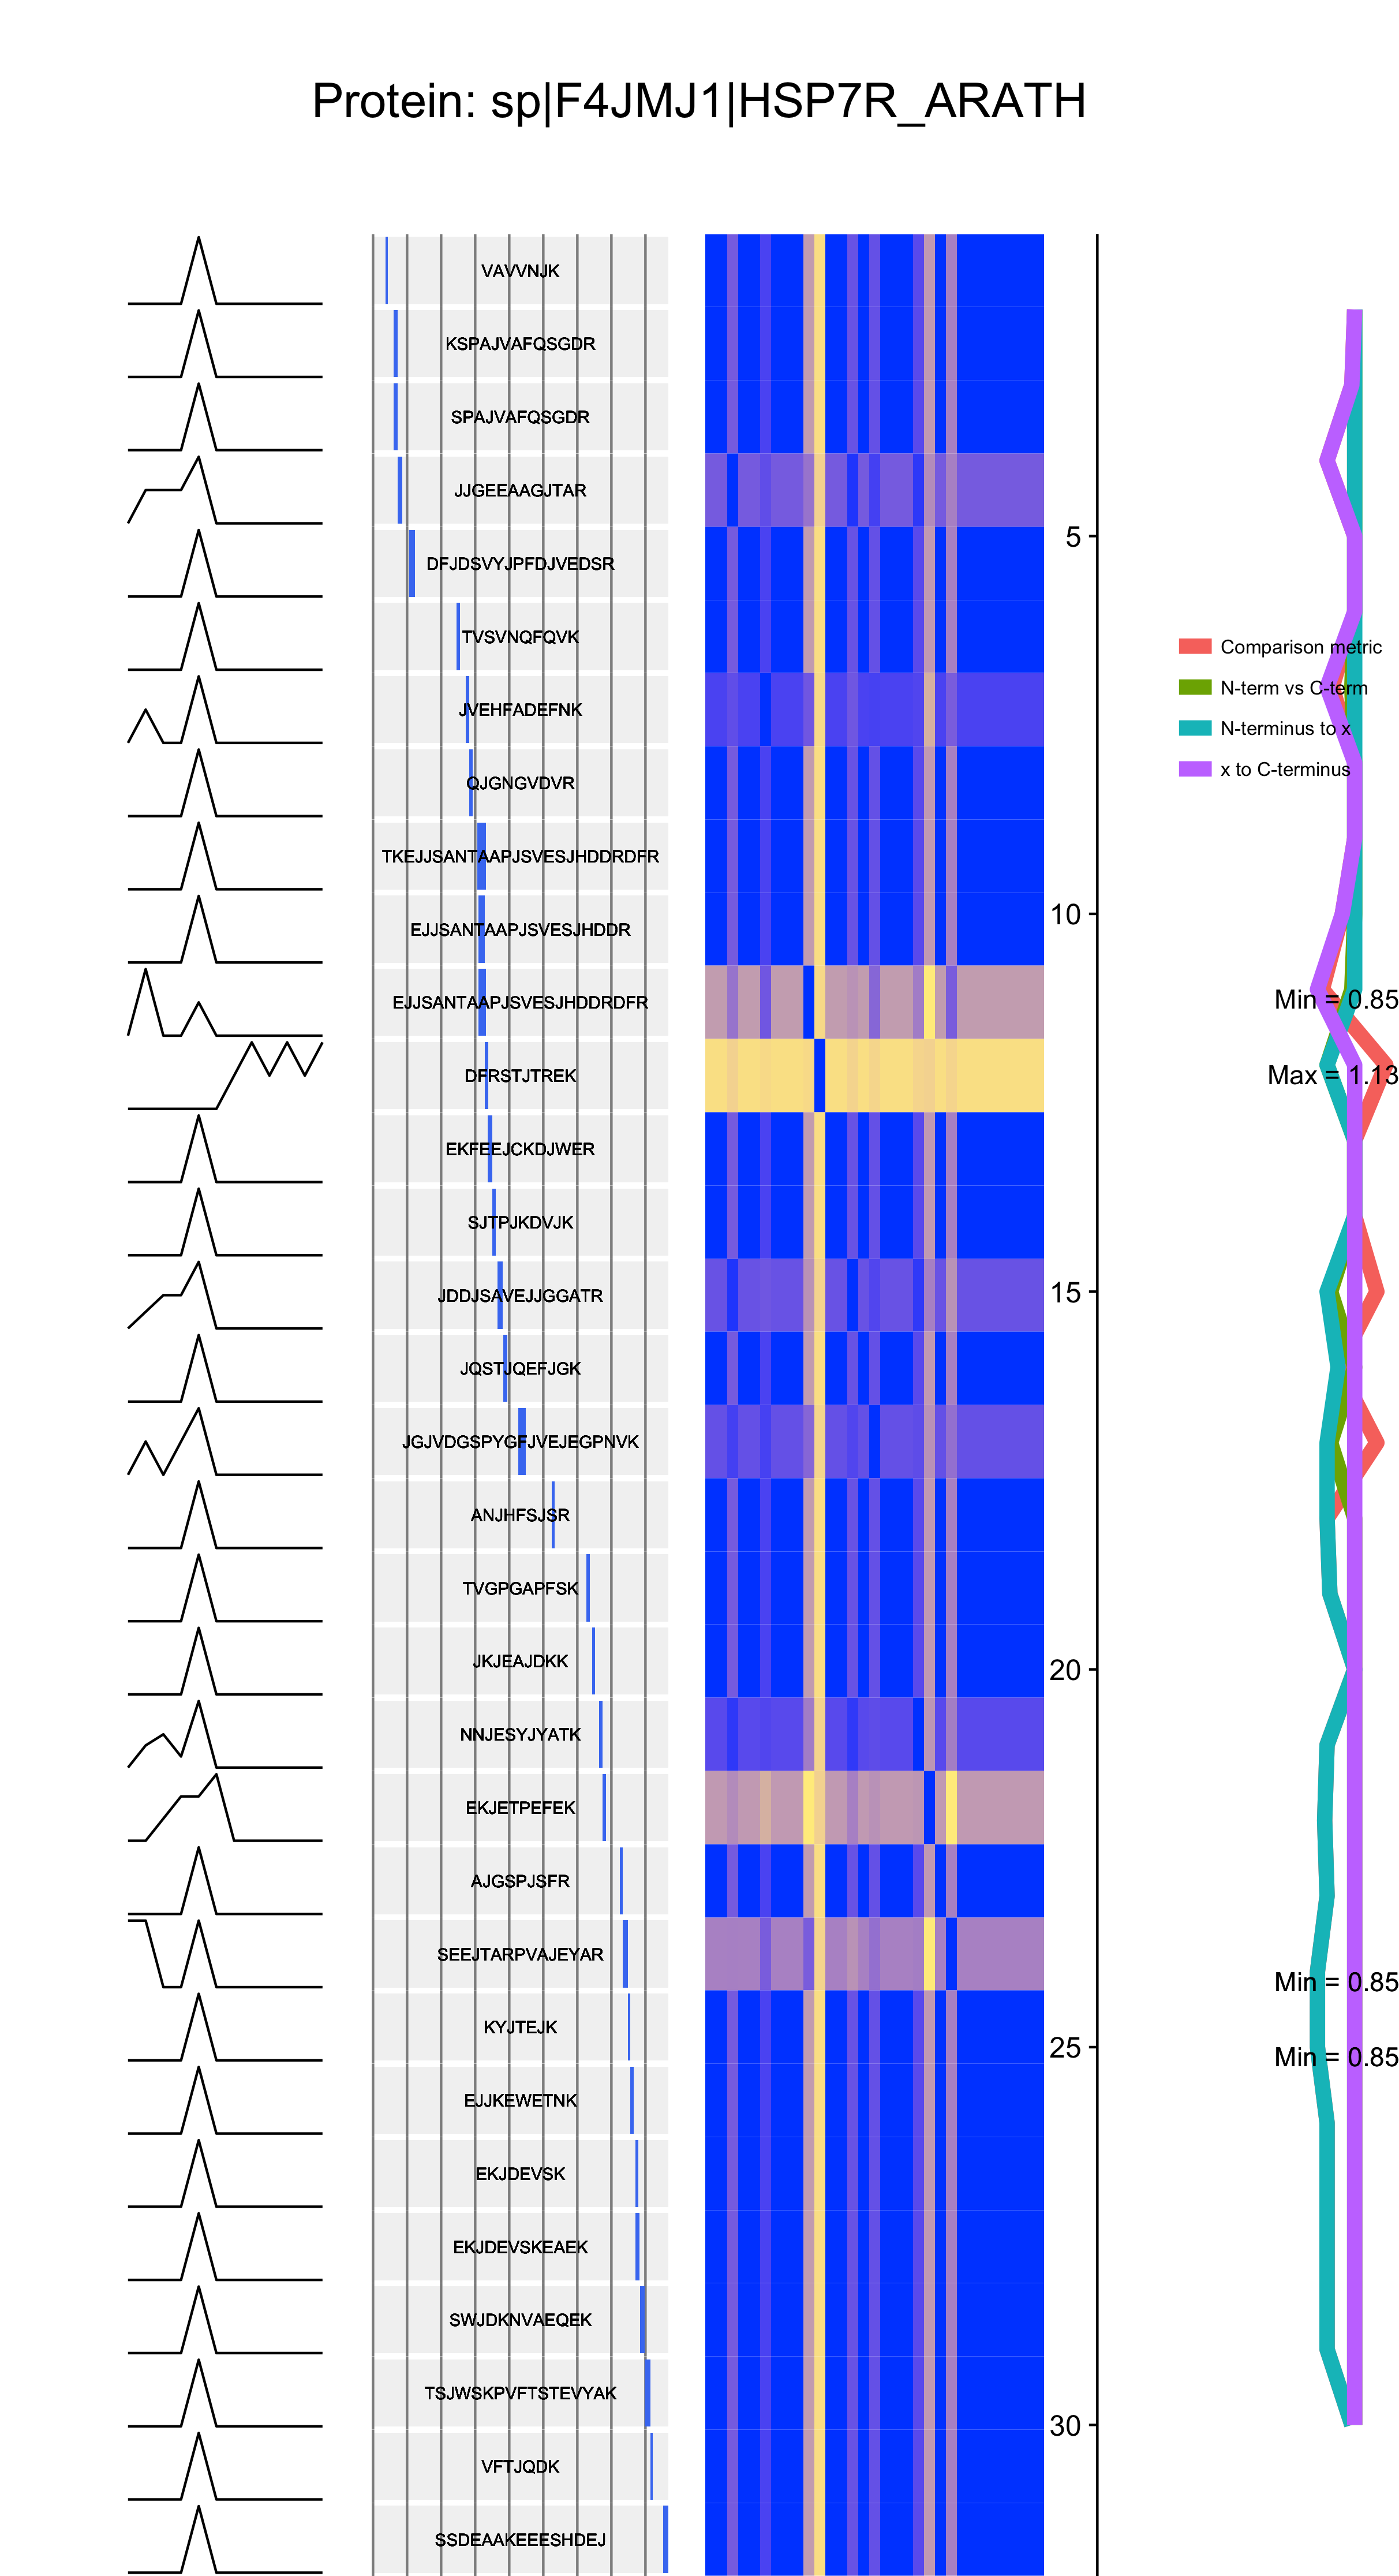 Protein: sp|F4JMJ1|HSP7R_ARATH
VAVVNJK
KSPAJVAFQSGDR
SPAJVAFQSGDR
JJGEEAAGJTAR
DFJDSVYJPFDJVEDSR
TVSVNQFQVK
JVEHFADEFNK
QJGNGVDVR
TKEJJSANTAAPJSVESJHDDRDFR
EJJSANTAAPJSVESJHDDR
EJJSANTAAPJSVESJHDDRDFR
DFRSTJTREK
EKFEEJCKDJWER
SJTPJKDVJK
JDDJSAVEJJGGATR
JQSTJQEFJGK
JGJVDGSPYGFJVEJEGPNVK
ANJHFSJSR
TVGPGAPFSK
JKJEAJDKK
NNJESYJYATK
EKJETPEFEK
AJGSPJSFR
SEEJTARPVAJEYAR
KYJTEJK
EJJKEWETNK
EKJDEVSK
EKJDEVSKEAEK
SWJDKNVAEQEK
TSJWSKPVFTSTEVYAK
VFTJQDK
SSDEAAKEEESHDEJ
5
10
15
20
25
30
Comparison metric
N-term vs C-term
N-terminus to x
x to C-terminus
Min = 0.85
Max = 1.13
Min = 0.85
Min = 0.85